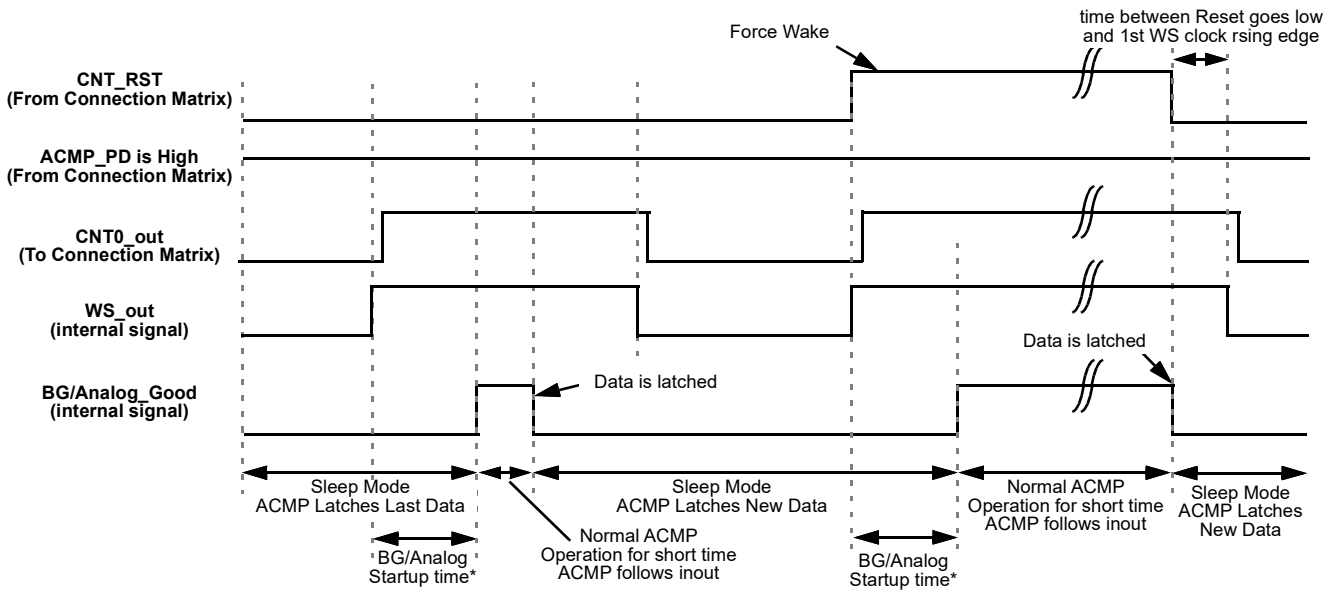 time between Reset goes low
and 1st WS clock rsing edge
Force Wake
CNT_RST
(From Connection Matrix)
ACMP_PD is High
(From Connection Matrix)
CNT0_out
(To Connection Matrix)
WS_out
(internal signal)
Data is latched
BG/Analog_Good
(internal signal)
Data is latched
Sleep Mode
ACMP Latches Last Data
Sleep Mode
ACMP Latches New Data
Normal ACMP
Operation for short time
ACMP follows inout
Sleep Mode
ACMP Latches
New Data
BG/Analog
Startup time*
Normal ACMP
Operation for short time
ACMP follows inout
BG/Analog
Startup time*